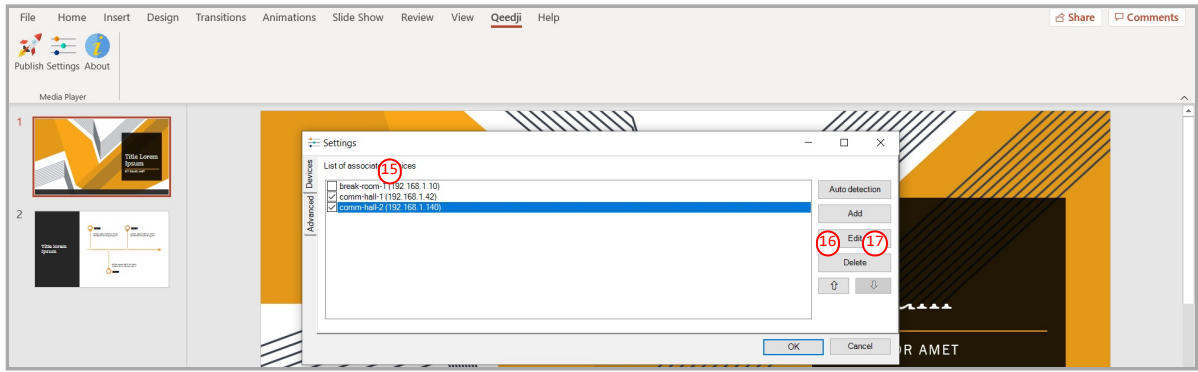 File Home Insert Design Transitions Animations Slide Show Review View Qeedji Help Share Comments
Publish Settings About
Media Player
1
Title Lorem
Ipsum
2
Title lorem
Ipsum
Settings
Devices
Advanced
List of associated devices
15
break-room-1 (192.168.1.10)
comm-hall-1 (192.168.1.42)
comm-hall-2 (192.168.1.140)
Auto detection
Add
16 Edit 17
Delete
OK Cancel
OR AMET